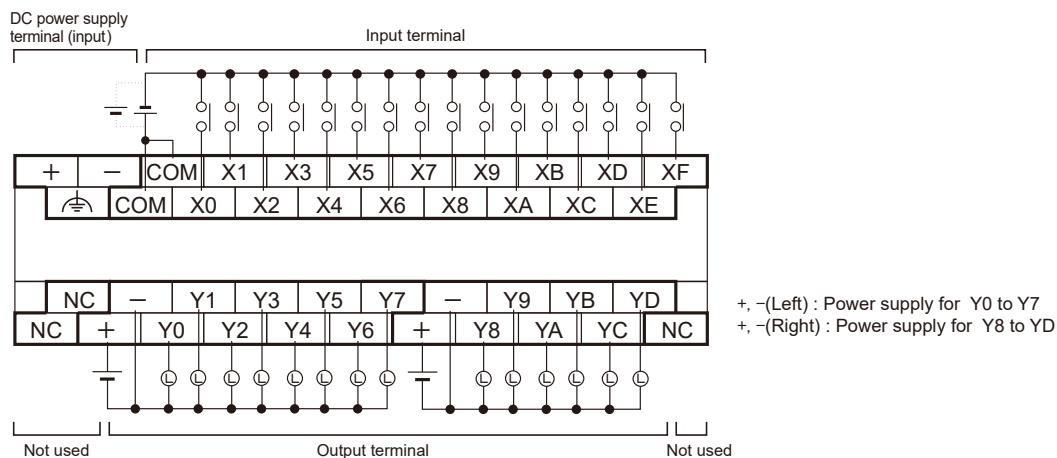 DC power supply
terminal (input)
Input terminal
+ − COM X1 X3 X5 X7 X9 XB XD XF
COM X0 X2 X4 X6 X8 XA XC XE
NC − Y1 Y3 Y5 Y7 − Y9 YB YD
NC + Y0 Y2 Y4 Y6 + Y8 YA YC NC
L L L L L L L L L L L L L L
+, −(Left) : Power supply for Y0 to Y7
+, −(Right) : Power supply for Y8 to YD
Not used Output terminal Not used